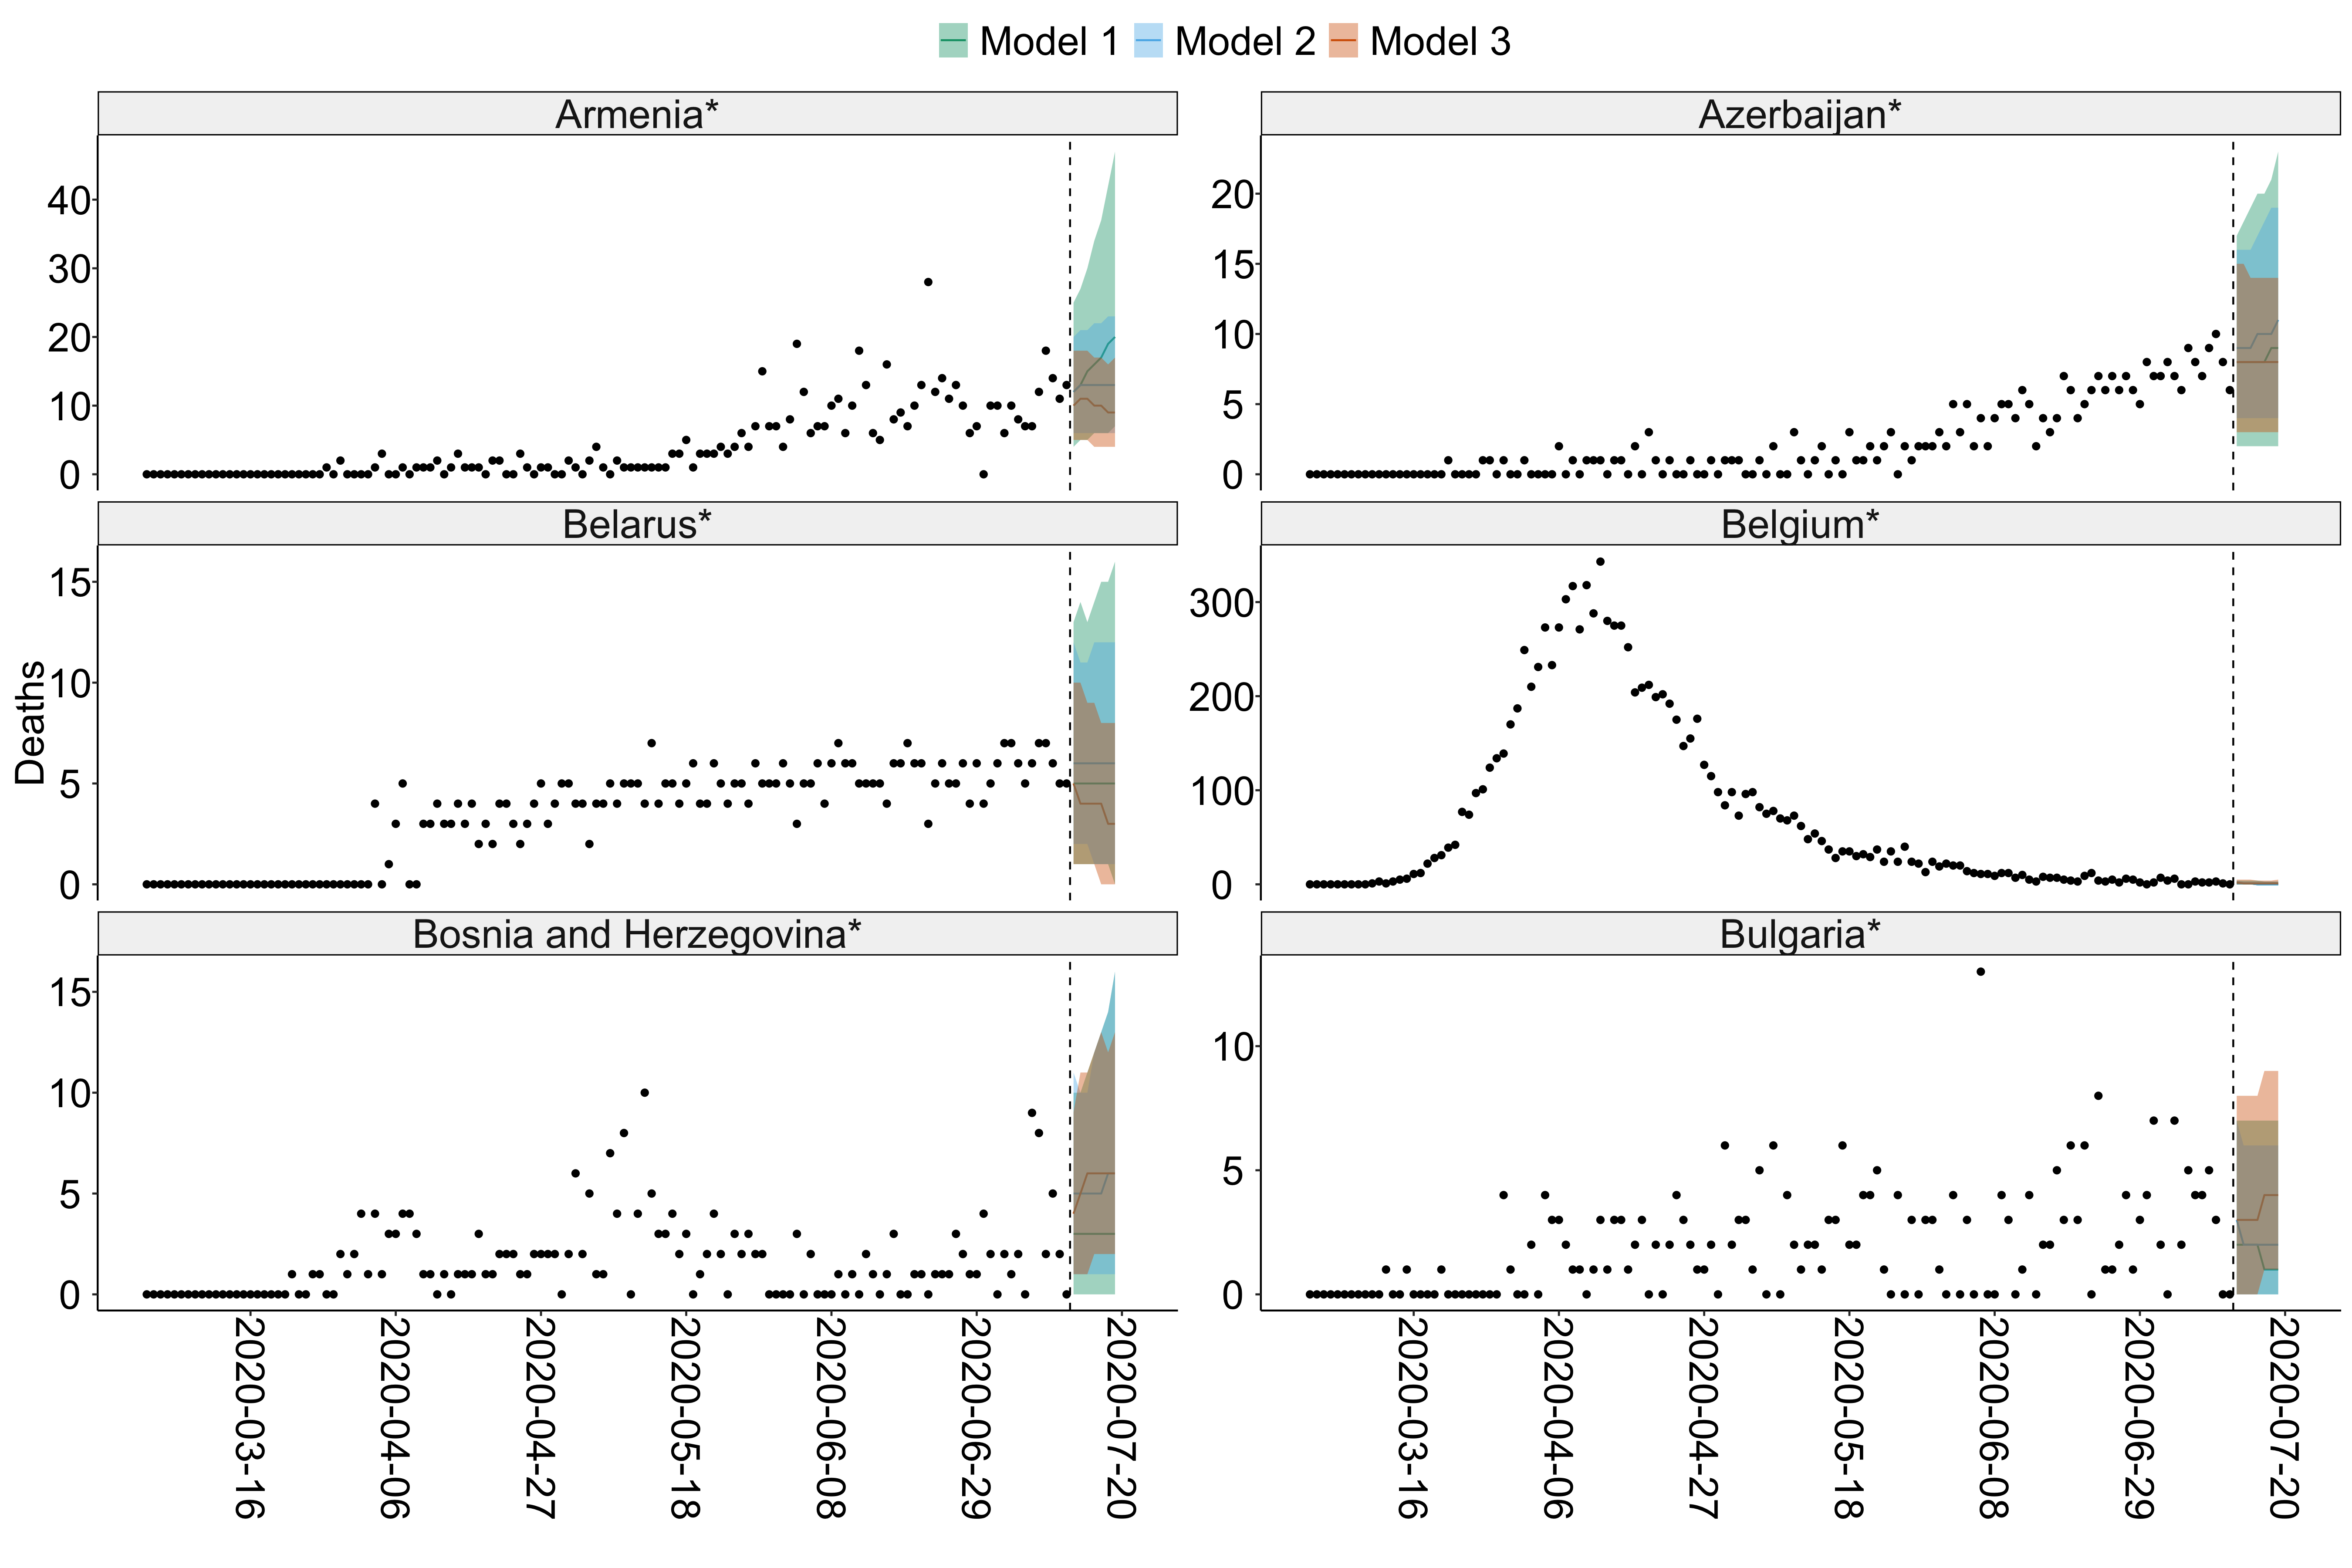 Model 1 Model 2 Model 3
Armenia* Azerbaijan*
40 30 20 10 0
20 15 10 5 0
Belarus* Belgium*
Deaths
15 10 5 0
300 200 100 0
Bosnia and Herzegovina* Bulgaria*
15 10 5 0
10 5 0
2020-03-16 2020-04-06 2020-04-27 2020-05-18 2020-06-08 2020-06-29 2020-07-20
2020-03-16 2020-04-06 2020-04-27 2020-05-18 2020-06-08 2020-06-29 2020-07-20